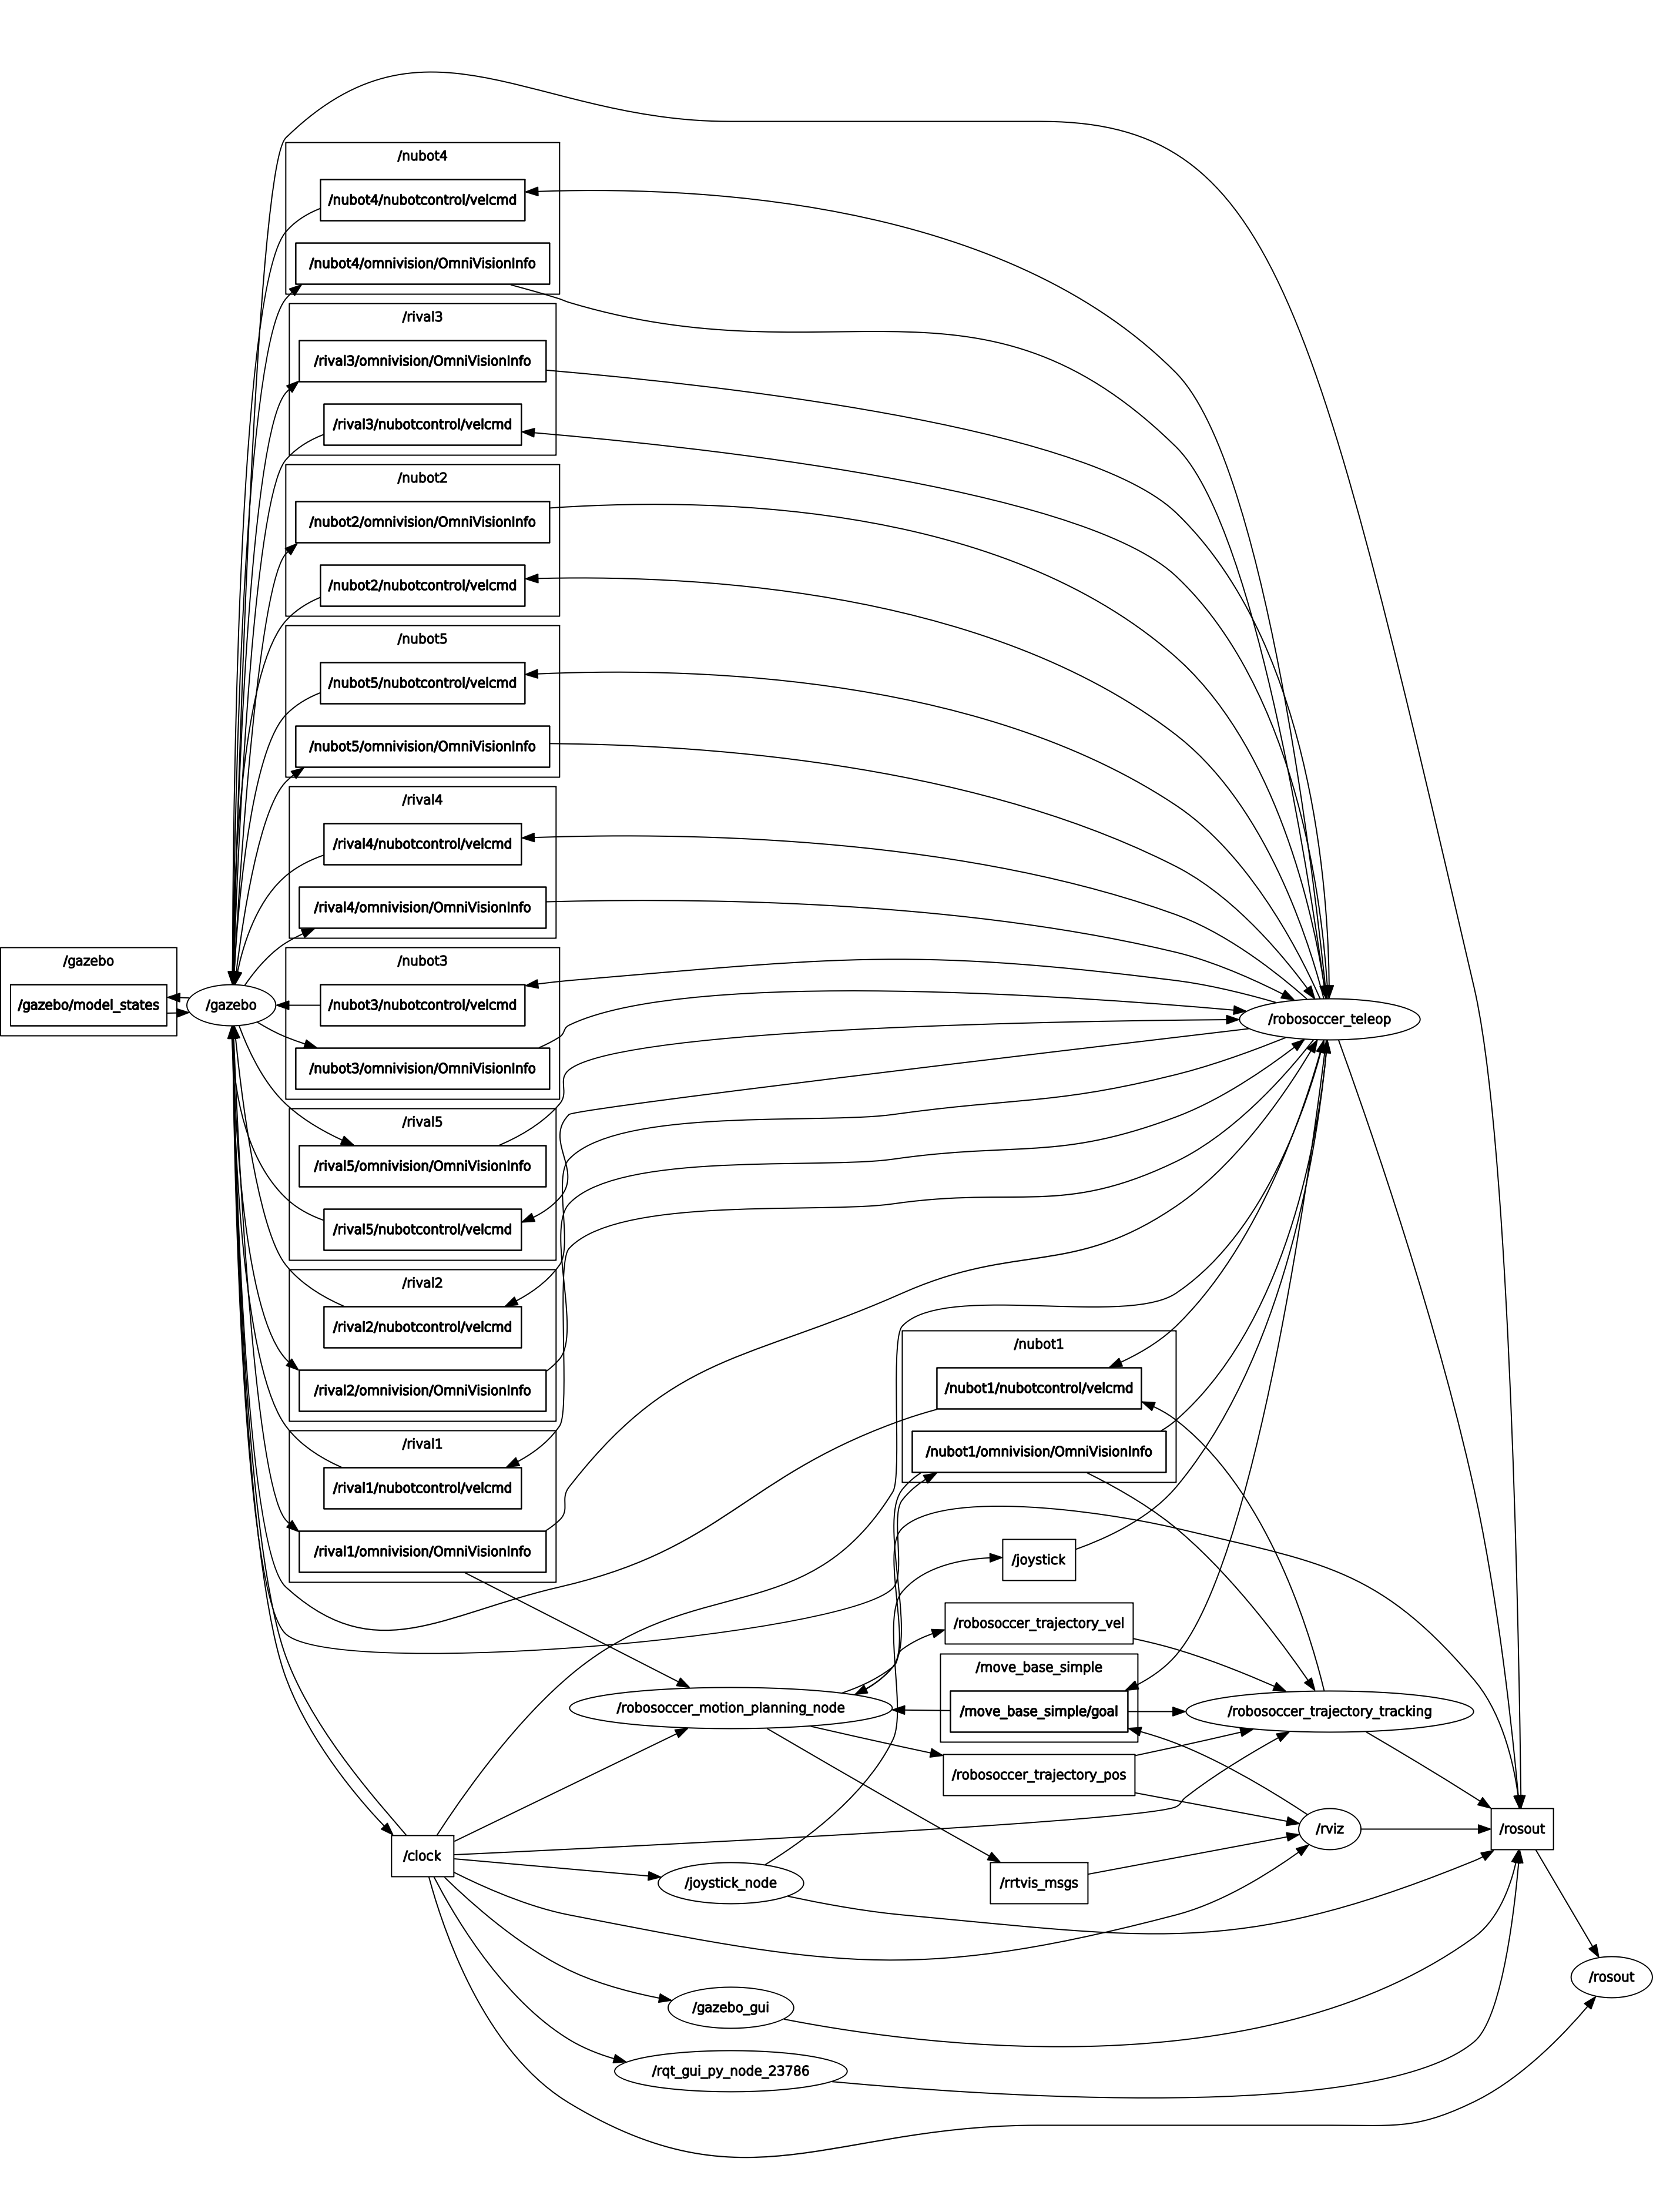 /nubot4
/nubot4/nubotcontrol/velcmd
/nubot4/omnivision/OmniVisionInfo
/rival3
/rival3/omnivision/OmniVisionInfo
/rival3/nubotcontrol/velcmd
/nubot2
/nubot2/omnivision/OmniVisionInfo
/nubot2/nubotcontrol/velcmd
/nubot5
/nubot5/nubotcontrol/velcmd
/nubot5/omnivision/OmniVisionInfo
/rival4
/rival4/nubotcontrol/velcmd
/rival4/omnivision/OmniVisionInfo
/gazebo
/gazebo/model_states
/gazebo
/nubot3
/nubot3/nubotcontrol/velcmd
/nubot3/omnivision/OmniVisionInfo
/robosoccer_teleop
/rival5
/rival5/omnivision/OmniVisionInfo
/rival5/nubotcontrol/velcmd
/rival2
/rival2/nubotcontrol/velcmd
/rival2/omnivision/OmniVisionInfo
/nubot1
/nubot1/nubotcontrol/velcmd
/nubot1/omnivision/OmniVisionInfo
/rival1
/rival1/nubotcontrol/velcmd
/rival1/omnivision/OmniVisionInfo
/joystick
/robosoccer_trajectory_vel
/move_base_simple
/move_base_simple/goal
/robosoccer_motion_planning_node
/robosoccer_trajectory_tracking
/robosoccer_trajectory_pos
/rviz
/rosout
/clock
/joystick_node
/rrtvis_msgs
/rosout
/gazebo_gui
/rqt_gui_py_node_23786